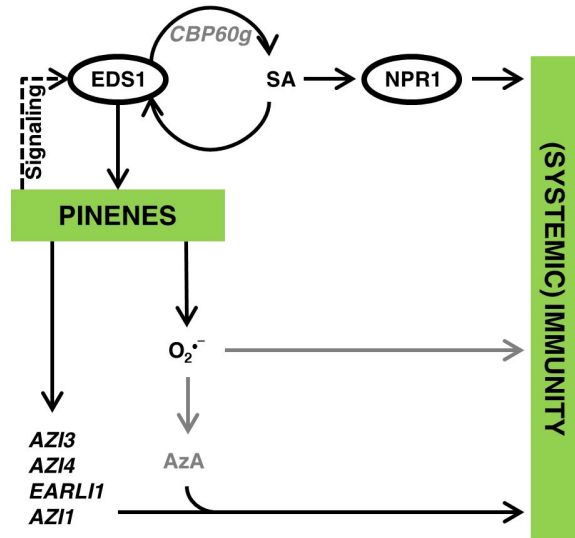 CBP60g
EDS1
SA
NPR1
Signaling
PINENES
O₂•⁻
AzA
AZI3
AZI4
EARLI1
AZI1
(SYSTEMIC) IMMUNITY